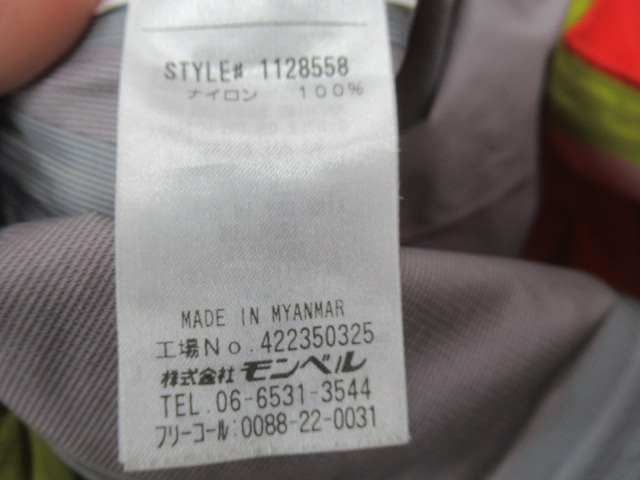 STYLE# 1128558
ナイロン 100%
MADE IN MYANMAR
工場No.422350325
株式会社 モンベル
TEL.06-6531-3544
フリーコール:0088-22-0031